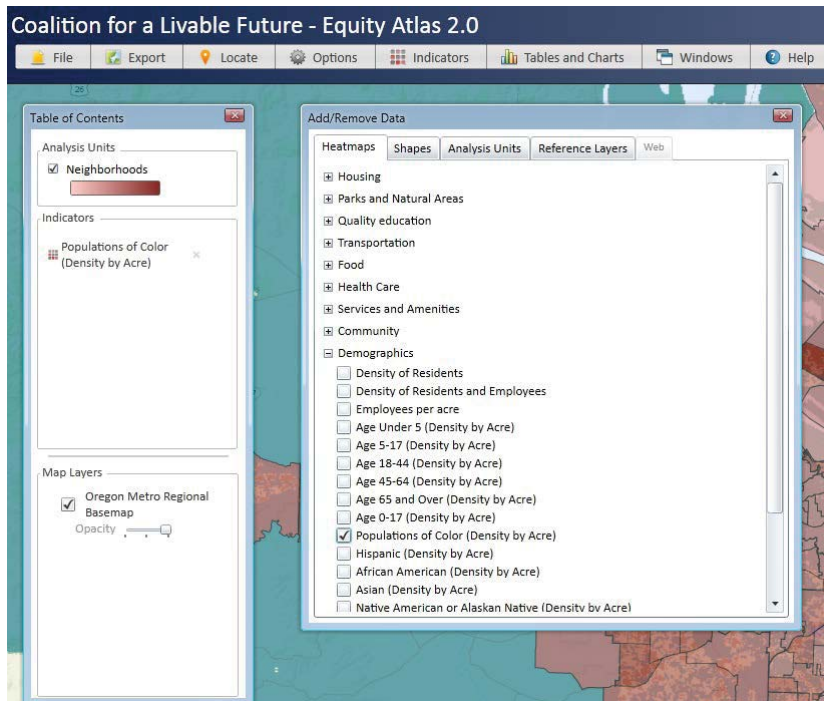 Coalition for a Livable Future - Equity Atlas 2.0
File Export Locate Options Indicators Tables and Charts Windows Help
26
Table of Contents
Analysis Units
Neighborhoods
Indicators
Populations of Color
(Density by Acre)
Map Layers
Oregon Metro Regional
Basemap
Opacity
Add/Remove Data
Heatmaps Shapes Analysis Units Reference Layers Web
Housing
Parks and Natural Areas
Quality education
Transportation
Food
Health Care
Services and Amenities
Community
Demographics
Density of Residents
Density of Residents and Employees
Employees per acre
Age Under 5 (Density by Acre)
Age 5-17 (Density by Acre)
Age 18-44 (Density by Acre)
Age 45-64 (Density by Acre)
Age 65 and Over (Density by Acre)
Age 0-17 (Density by Acre)
Populations of Color (Density by Acre)
Hispanic (Density by Acre)
African American (Density by Acre)
Asian (Density by Acre)
Native American or Alaskan Native (Density by Acre)